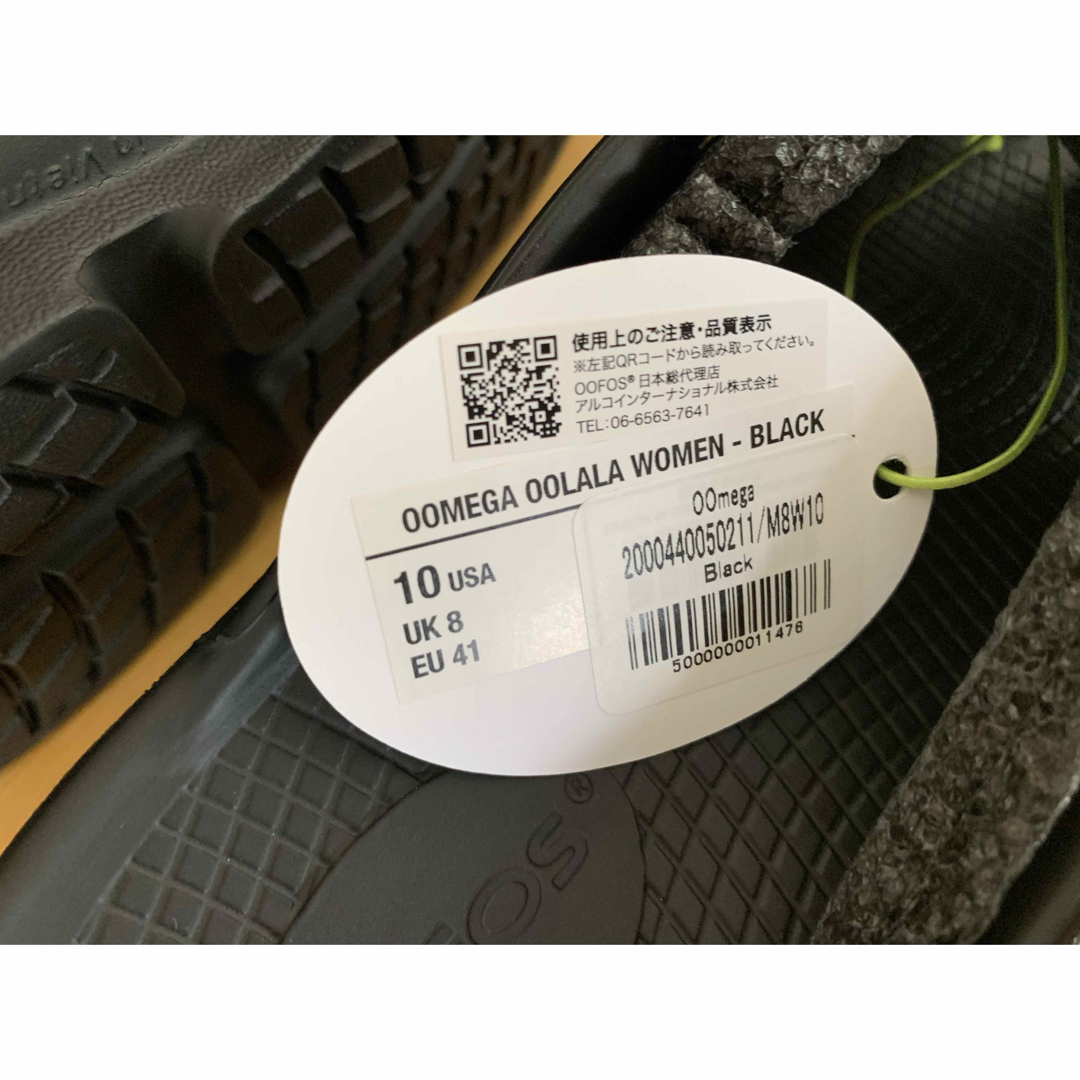 使用上のご注意・品質表示
※左記QRコードから読み取ってください。
OOFOS® 日本総代理店
アルコインターナショナル株式会社
TEL:06-6563-7641
OOMEGA OOLALA WOMEN - BLACK
10 USA
UK 8
EU 41
OOmega
2000440050211/M8W10
Black
5000000011476
FOS®